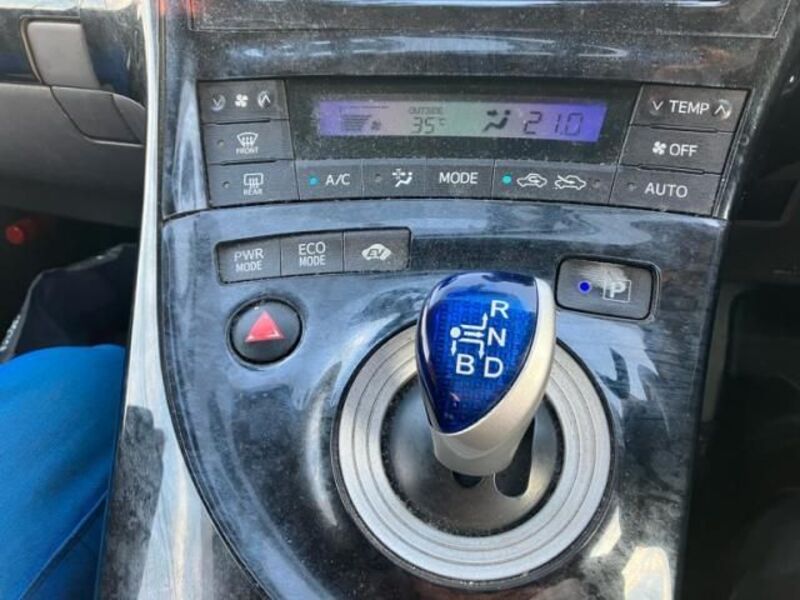 OUTSIDE
35°C
21.0
TEMP
OFF
AUTO
FRONT
REAR
A/C
MODE
PWR MODE
ECO MODE
EV
P
R
N
B D